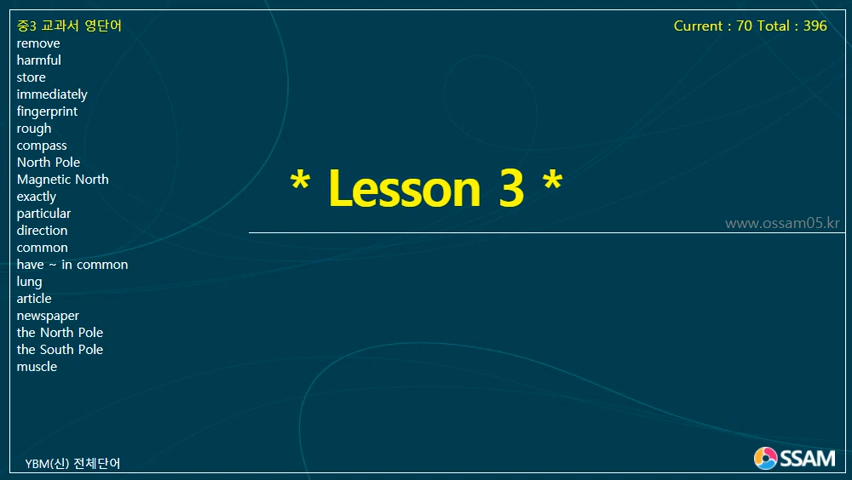 중3 교과서 영단어
Current : 70 Total : 396
remove
harmful
store
immediately
fingerprint
rough
compass
North Pole
Magnetic North
exactly
particular
direction
common
have ~ in common
lung
article
newspaper
the North Pole
the South Pole
muscle
* Lesson 3 *
www.ossam05.kr
YBM(신) 전체단어
OSSAM